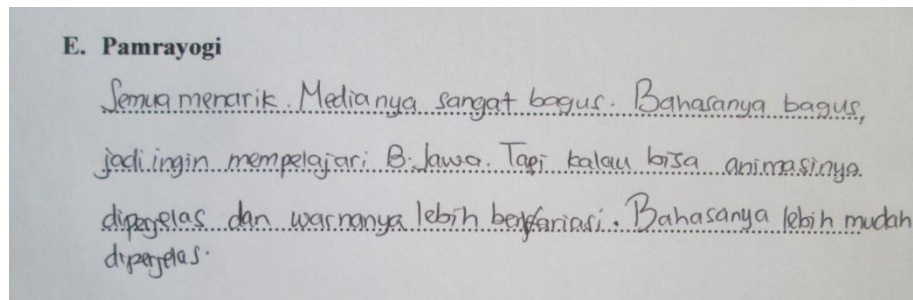 E. Pamrayogi
Semua menarik. Medianya sangat bagus. Bahasanya bagus,
jadi ingin mempelajari B. Jawa. Tapi kalau bisa animasinya
diperjelas dan warnanya lebih berfariasi. Bahasanya lebih mudah
diperjelas.